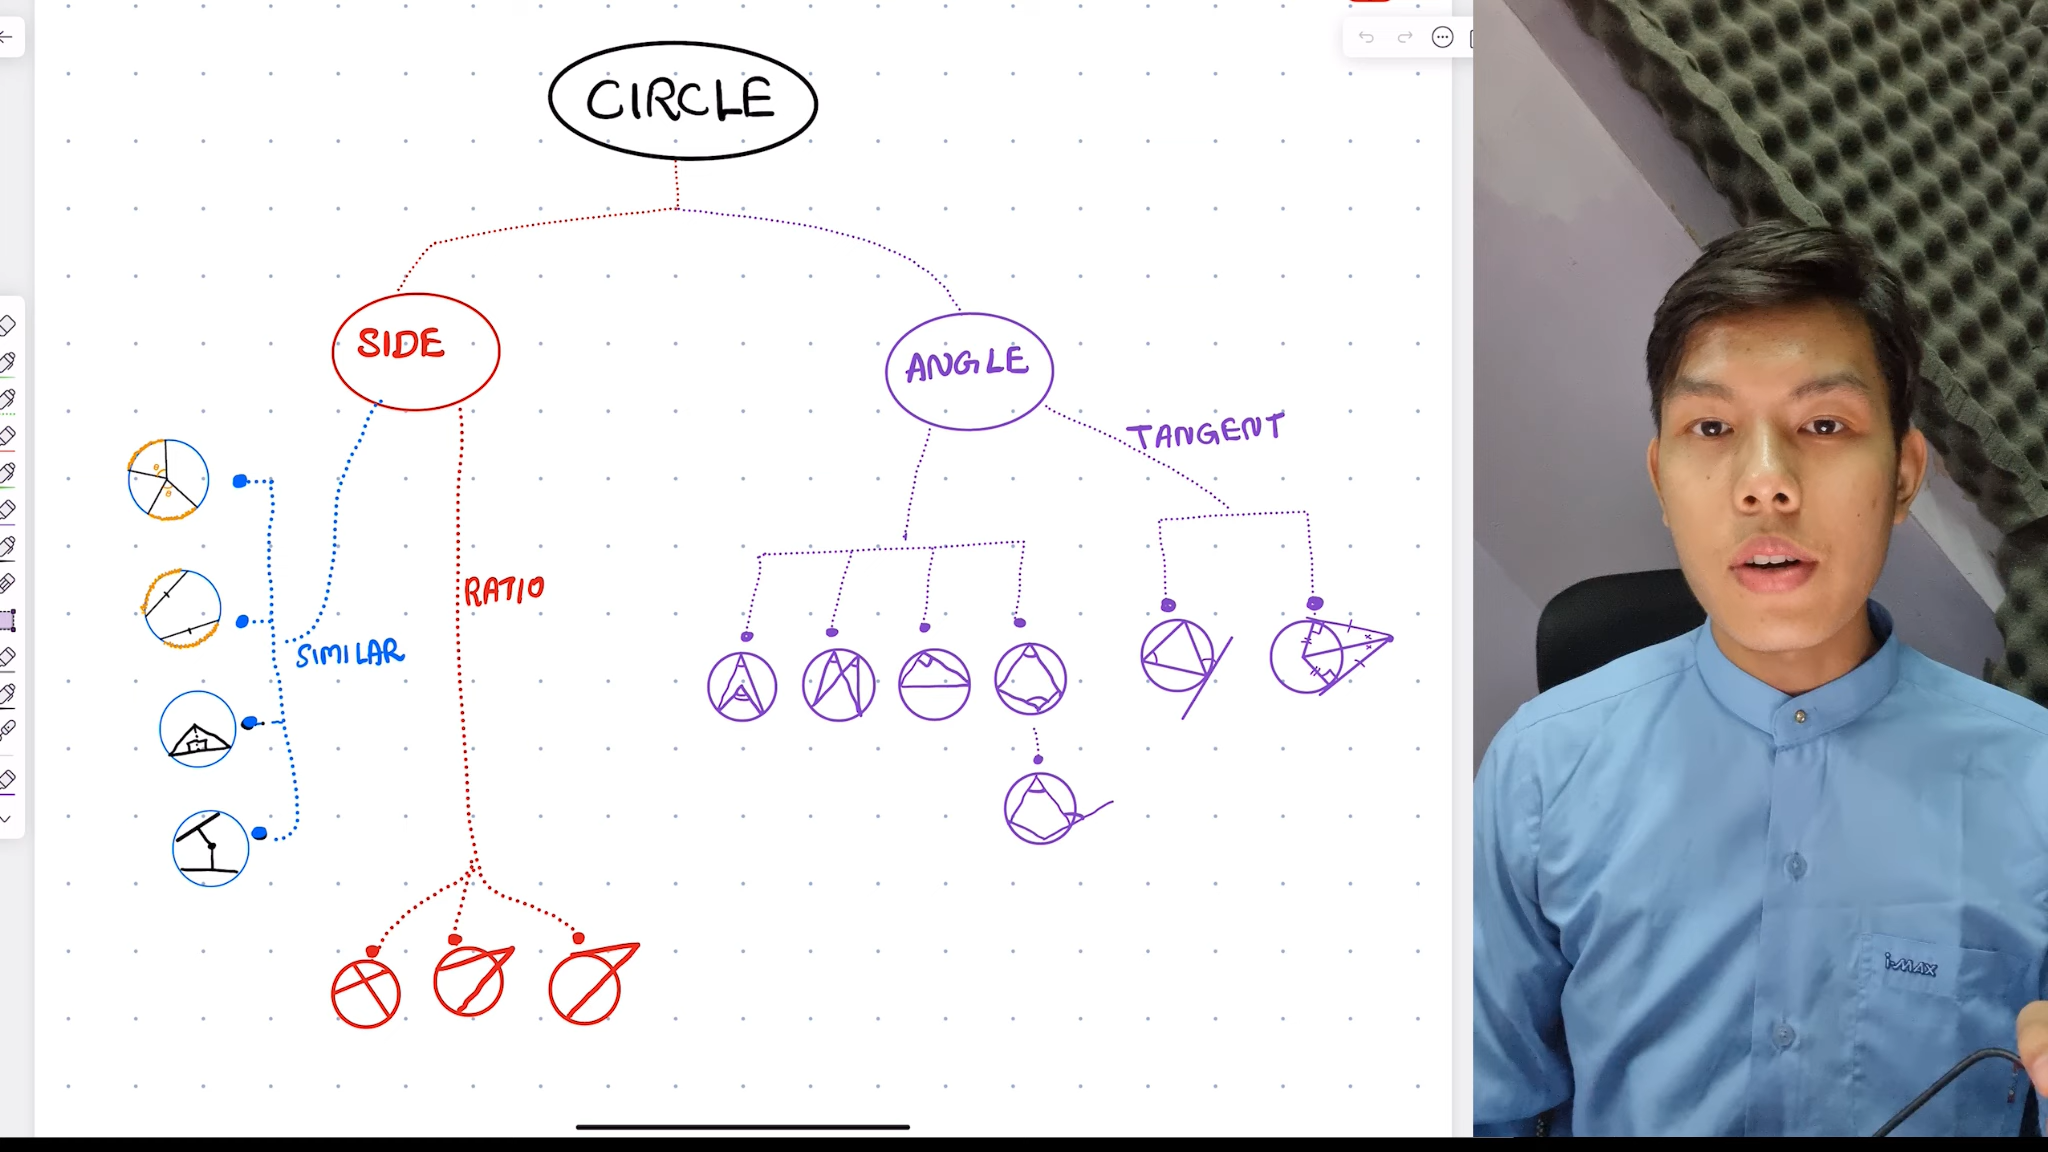 CIRCLE
SIDE
ANGLE
TANGENT
θ
θ
RATIO
SIMILAR
i-MAX